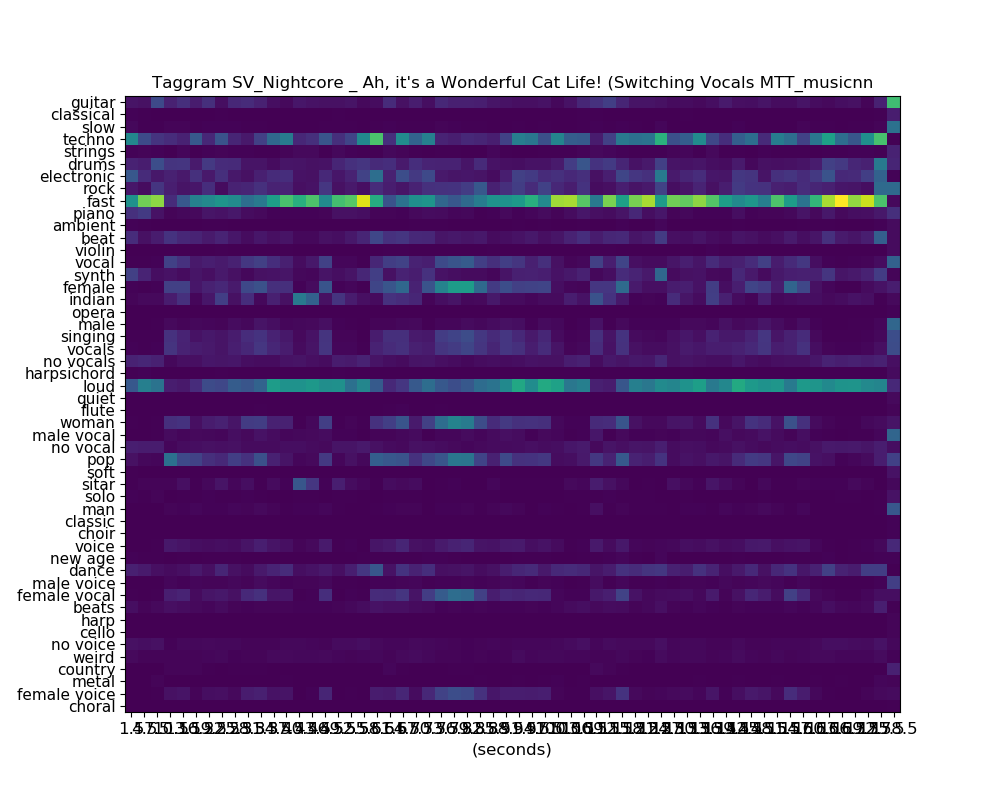 Taggram SV_Nightcore _ Ah, it's a Wonderful Cat Life! (Switching Vocals MTT_musicnn
guitar
classical
slow
techno
strings
drums
electronic
rock
fast
piano
ambient
beat
violin
vocal
synth
female
indian
opera
male
singing
vocals
no vocals
harpsichord
loud
quiet
flute
woman
male vocal
no vocal
pop
soft
sitar
solo
man
classic
choir
voice
new age
dance
male voice
female vocal
beats
harp
cello
no voice
weird
country
metal
female voice
choral
(seconds)